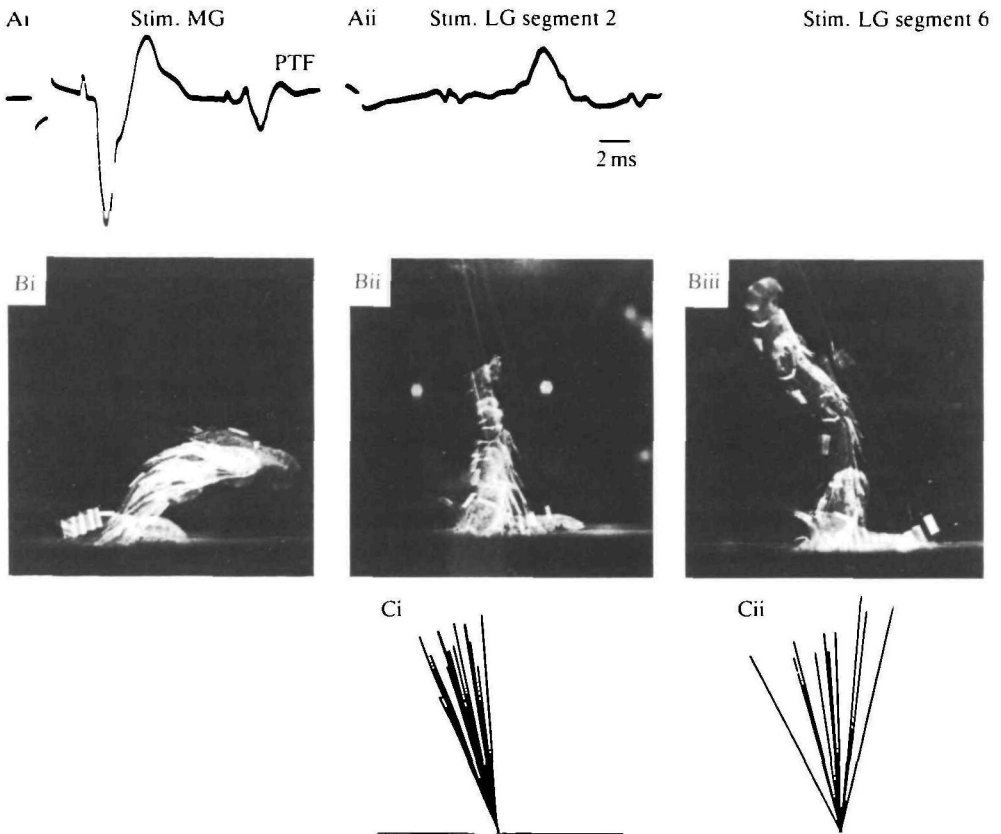 Ai Stim. MG Aii Stim. LG segment 2 Stim. LG segment 6
PTF
2 ms
Bi Bii Biii
Ci Cii